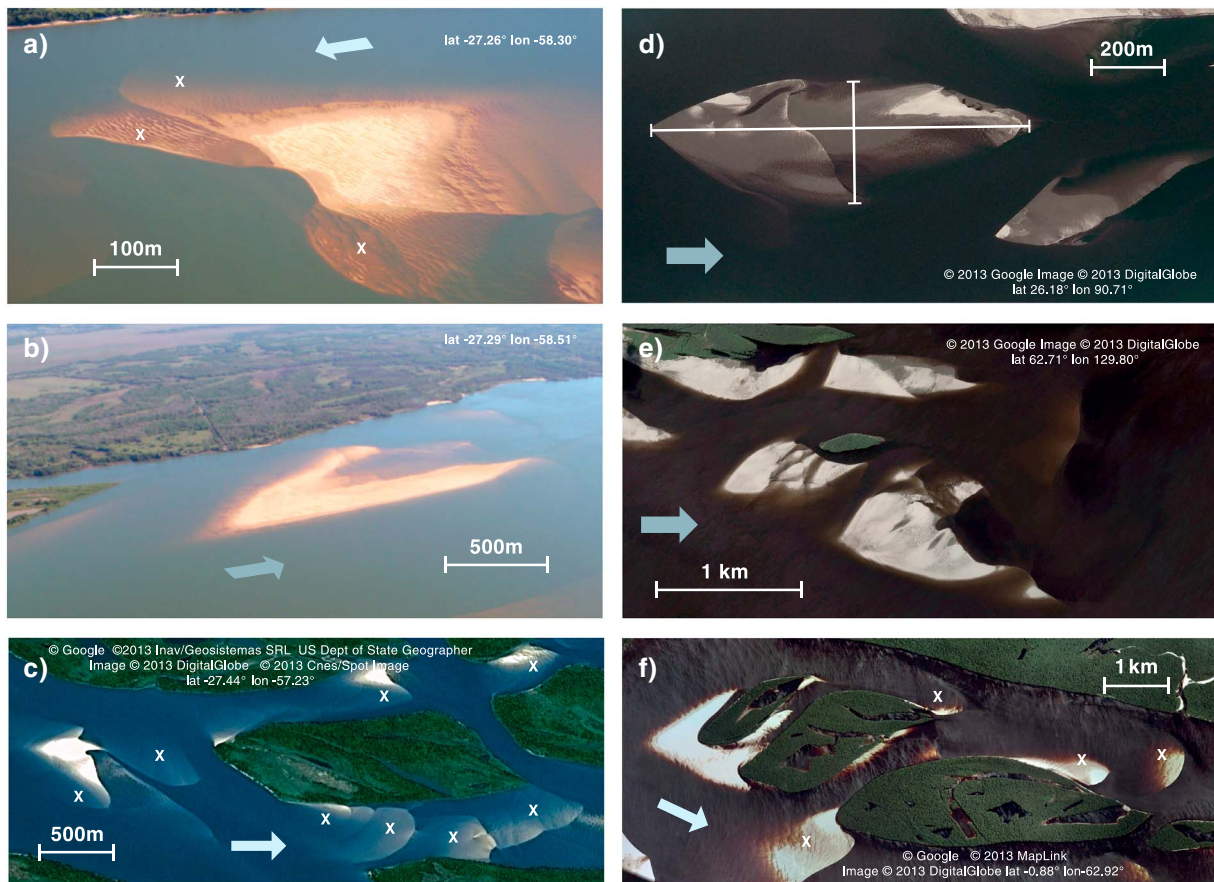 a)
lat -27.26° lon -58.30°
X
X
X
100m
b)
lat -27.29° lon -58.51°
500m
© Google ©2013 Inav/Geosistemas SRL US Dept of State Geographer
Image © 2013 DigitalGlobe © 2013 Cnes/Spot Image
lat -27.44° lon -57.23°
c)
X
X
X
X
X
X
X
X
500m
d)
200m
© 2013 Google Image © 2013 DigitalGlobe
lat 26.18° lon 90.71°
e)
© 2013 Google Image © 2013 DigitalGlobe
lat 62.71° lon 129.80°
1 km
f)
1km
X
X
X
X
© Google © 2013 MapLink
Image © 2013 DigitalGlobe lat -0.88° lon-62.92°